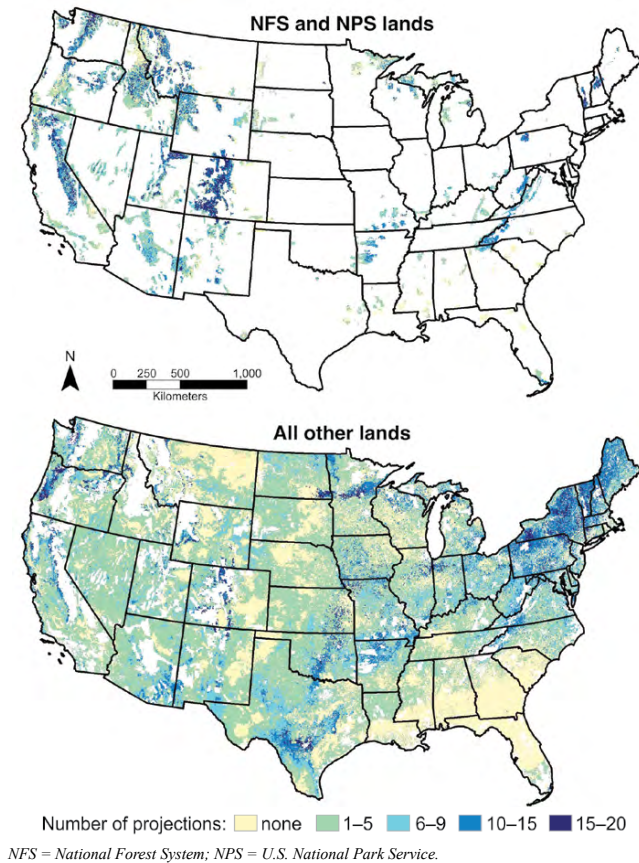 NFS and NPS lands
N
0 250 500 1,000
Kilometers
All other lands
Number of projections: none 1–5 6–9 10–15 15–20
NFS = National Forest System; NPS = U.S. National Park Service.